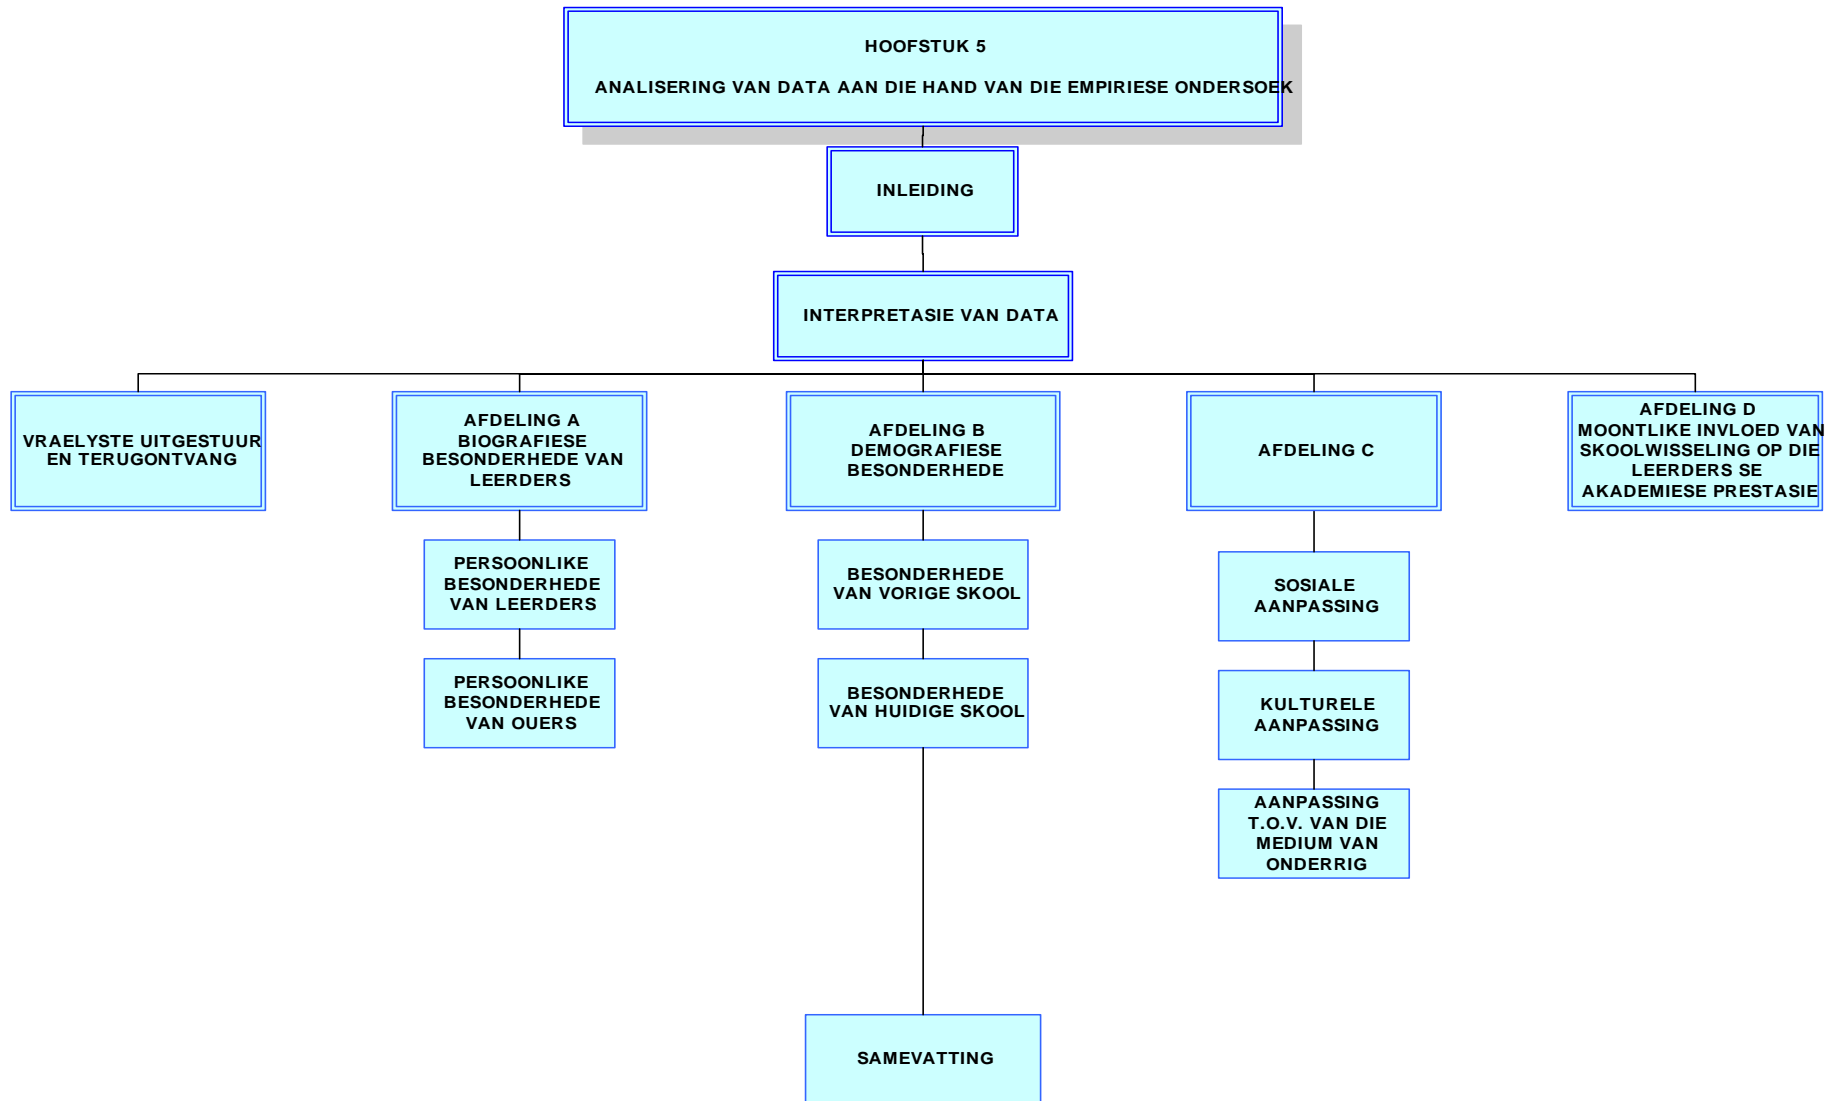 HOOFSTUK 5
ANALISERING VAN DATA AAN DIE HAND VAN DIE EMPIRIESE ONDERSOEK
INLEIDING
INTERPRETASIE VAN DATA
VRAELYSTE UITGESTUUR
EN TERUGONTVANG
AFDELING A
BIOGRAFIESE
BESONDERHEDE VAN
LEERDERS
AFDELING B
DEMOGRAFIESE
BESONDERHEDE
AFDELING C
AFDELING D
MOONTLIKE INVLOED VAN
SKOOLWISSELING OP DIE
LEERDERS SE
AKADEMIESE PRESTASIE
PERSOONLIKE
BESONDERHEDE
VAN LEERDERS
PERSOONLIKE
BESONDERHEDE
VAN OUERS
BESONDERHEDE
VAN VORIGE SKOOL
BESONDERHEDE
VAN HUIDIGE SKOOL
SOSIALE
AANPASSING
KULTURELE
AANPASSING
AANPASSING
T.O.V. VAN DIE
MEDIUM VAN
ONDERRIG
SAMEVATTING